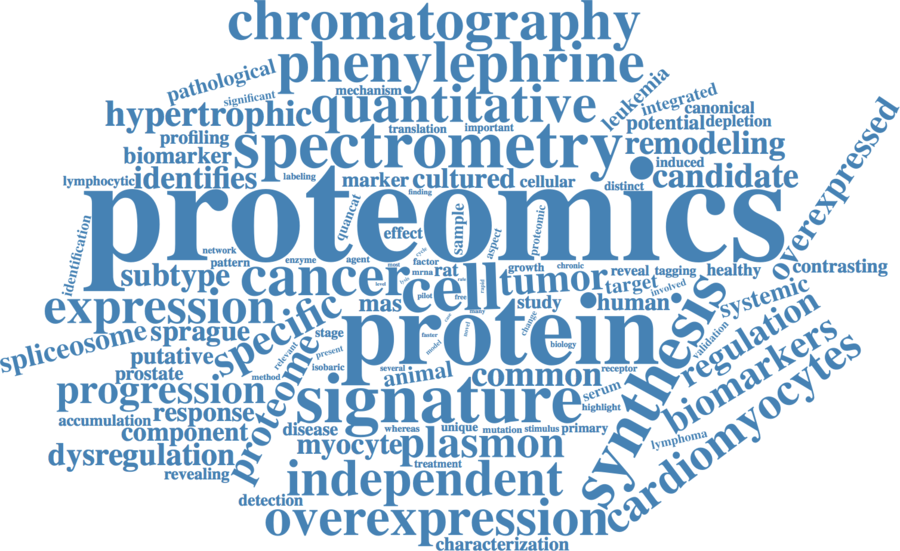 chromatography
phenylephrine
pathological
mechanism
significant
leukemia
integrated
hypertrophic
quantitative
canonical
translation
important
potential
depletion
profiling
spectrometry
remodeling
biomarker
induced
lymphocytic
identifies
labeling
marker
cultured
cellular
distinct
candidate
overexpressed
finding
proteomics
identification
quancat
effect
sample
aspect
proteomic
network
pattern
enzyme
agent
cycle
factor
subtype
cancer
mrna
rat
cell
growth
chronic
tumor
reveal
tagging
healthy
contrasting
level
rapid
target
involved
expression
specific
mas
pilot
free
study
human
systemic
many
novel
change
spliceosome
sprague
stage
protein
synthesis
regulation
validation
faster
model
biology
putative
relevant
present
prostate
isobaric
several
animal
common
receptor
biomarkers
method
progression
proteome
signature
serum
highlight
cardiomyocytes
response
accumulation
component
disease
whereas
unique
mutation
stimulus
primary
lymphoma
myocyte
plasmon
dysregulation
treatment
revealing
independent
detection
overexpression
characterization